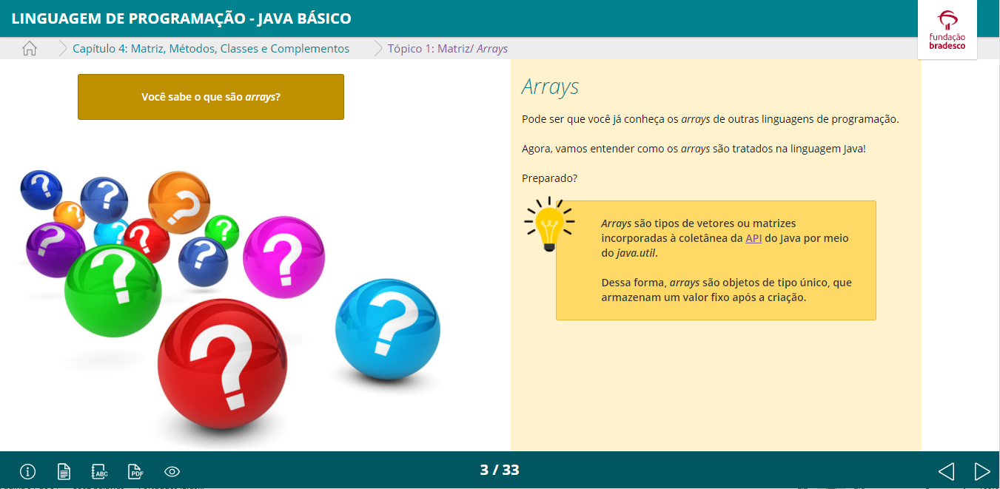 LINGUAGEM DE PROGRAMAÇÃO - JAVA BÁSICO
fundação
bradesco
Capítulo 4: Matriz, Métodos, Classes e Complementos
Tópico 1: Matriz/ Arrays
Você sabe o que são arrays?
? ? ? ? ? ? ? ? ? ? ? ?
Arrays
Pode ser que você já conheça os arrays de outras linguagens de programação.
Agora, vamos entender como os arrays são tratados na linguagem Java!
Preparado?
Arrays são tipos de vetores ou matrizes
incorporadas à coletânea da API do Java por meio
do java.util.
Dessa forma, arrays são objetos de tipo único, que
armazenam um valor fixo após a criação.
ABC
PDF
3 / 33